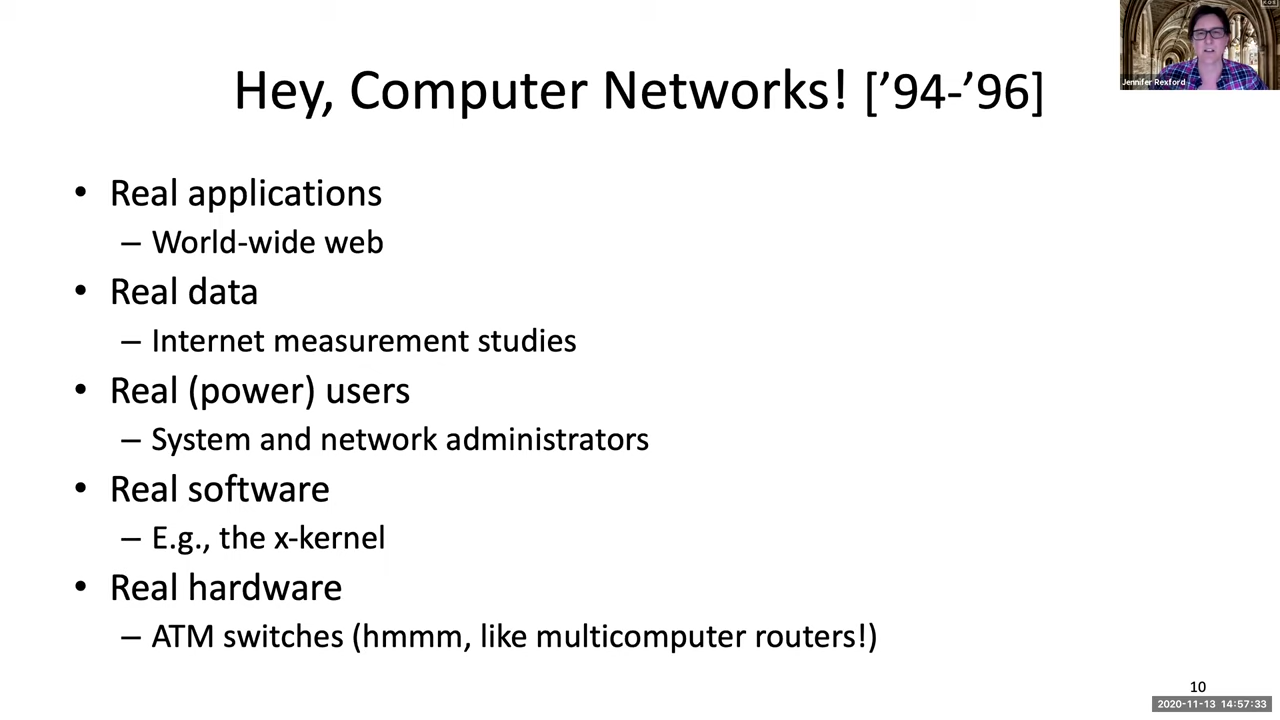 Hey, Computer Networks! [’94-’96]
Jennifer Rexford
• Real applications
– World-wide web
• Real data
– Internet measurement studies
• Real (power) users
– System and network administrators
• Real software
– E.g., the x-kernel
• Real hardware
– ATM switches (hmmm, like multicomputer routers!)
10
2020-11-13 14:57:33